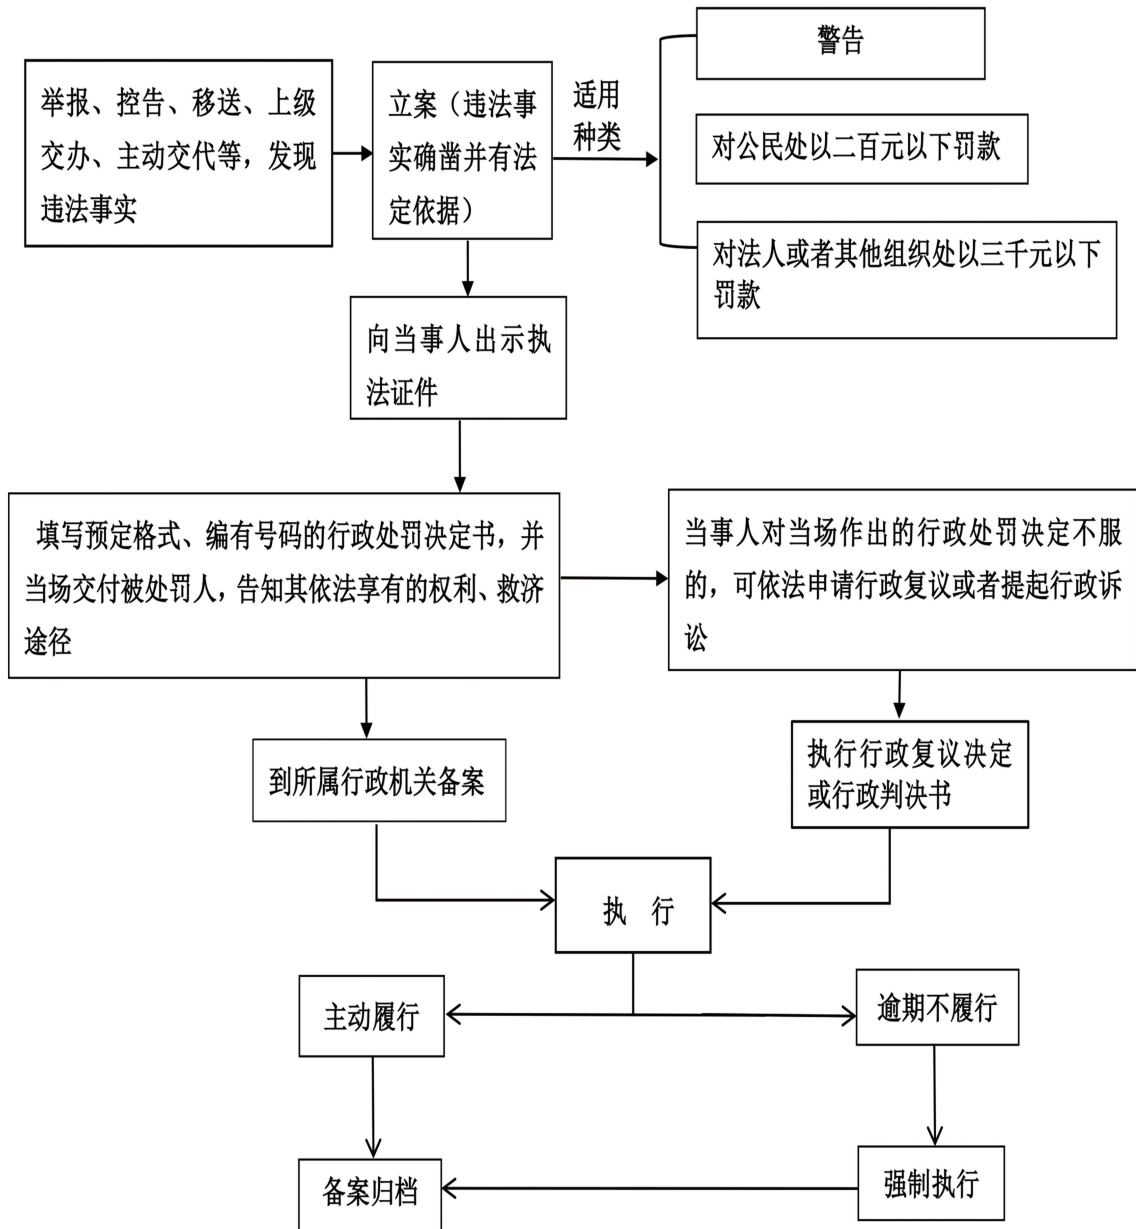 举报、控告、移送、上级
交办、主动交代等，发现
违法事实
立案（违法事
实确凿并有法
定依据）
适用
种类
警告
对公民处以二百元以下罚款
对法人或者其他组织处以三千元以下
罚款
向当事人出示执
法证件
填写预定格式、编有号码的行政处罚决定书，并
当场交付被处罚人，告知其依法享有的权利、救济
途径
当事人对当场作出的行政处罚决定不服
的，可依法申请行政复议或者提起行政诉
讼
到所属行政机关备案
执行行政复议决定
或行政判决书
执 行
主动履行
逾期不履行
备案归档
强制执行